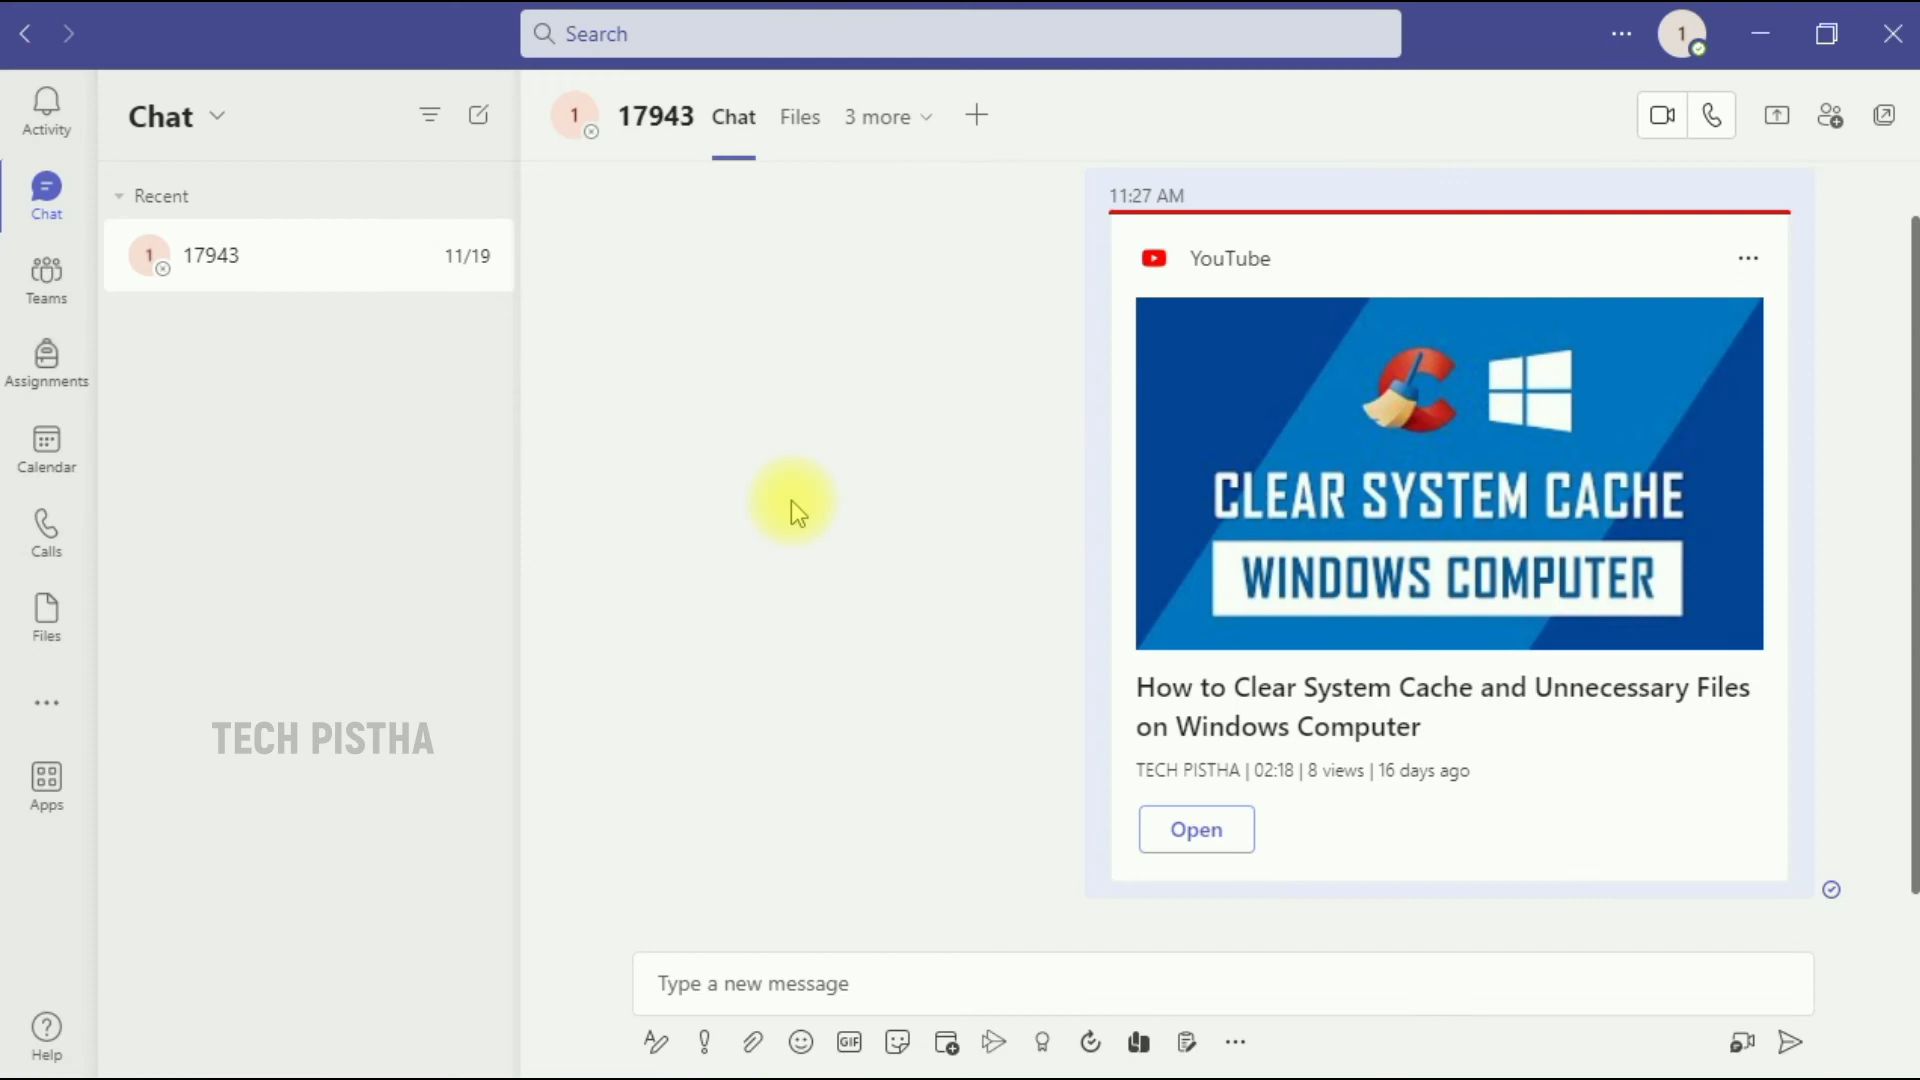 Search
1
Activity
Chat
Teams
Assignments
Calendar
Calls
Files
Apps
Help
Chat
Recent
1 17943 11/19
TECH PISTHA
1 17943 Chat Files 3 more
11:27 AM
YouTube
CLEAR SYSTEM CACHE
WINDOWS COMPUTER
How to Clear System Cache and Unnecessary Files
on Windows Computer
TECH PISTHA | 02:18 | 8 views | 16 days ago
Open
Type a new message
GIF